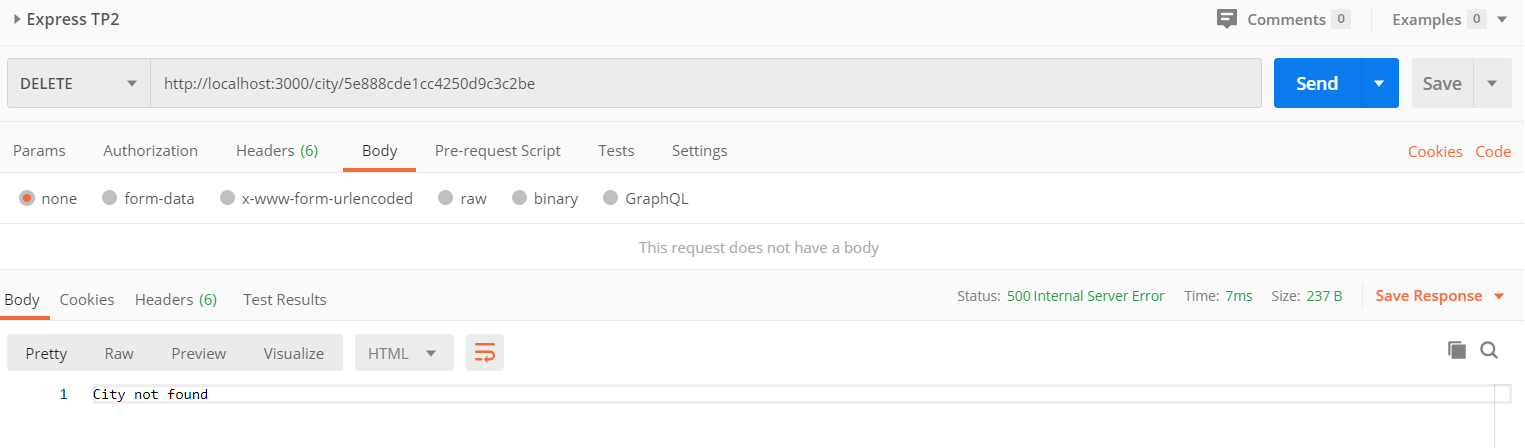 Express TP2
Comments 0 Examples 0
DELETE http://localhost:3000/city/5e888cde1cc4250d9c3c2be Send Save
Params Authorization Headers (6) Body Pre-request Script Tests Settings Cookies Code
none form-data x-www-form-urlencoded raw binary GraphQL
This request does not have a body
Body Cookies Headers (6) Test Results Status: 500 Internal Server Error Time: 7ms Size: 237 B Save Response
Pretty Raw Preview Visualize HTML
1 City not found